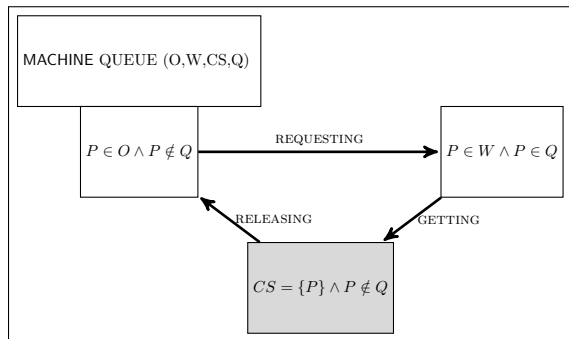 MACHINE QUEUE (O,W,CS,Q)
P ∈ O ∧ P ∉ Q
REQUESTING
P ∈ W ∧ P ∈ Q
RELEASING
GETTING
CS = {P} ∧ P ∉ Q